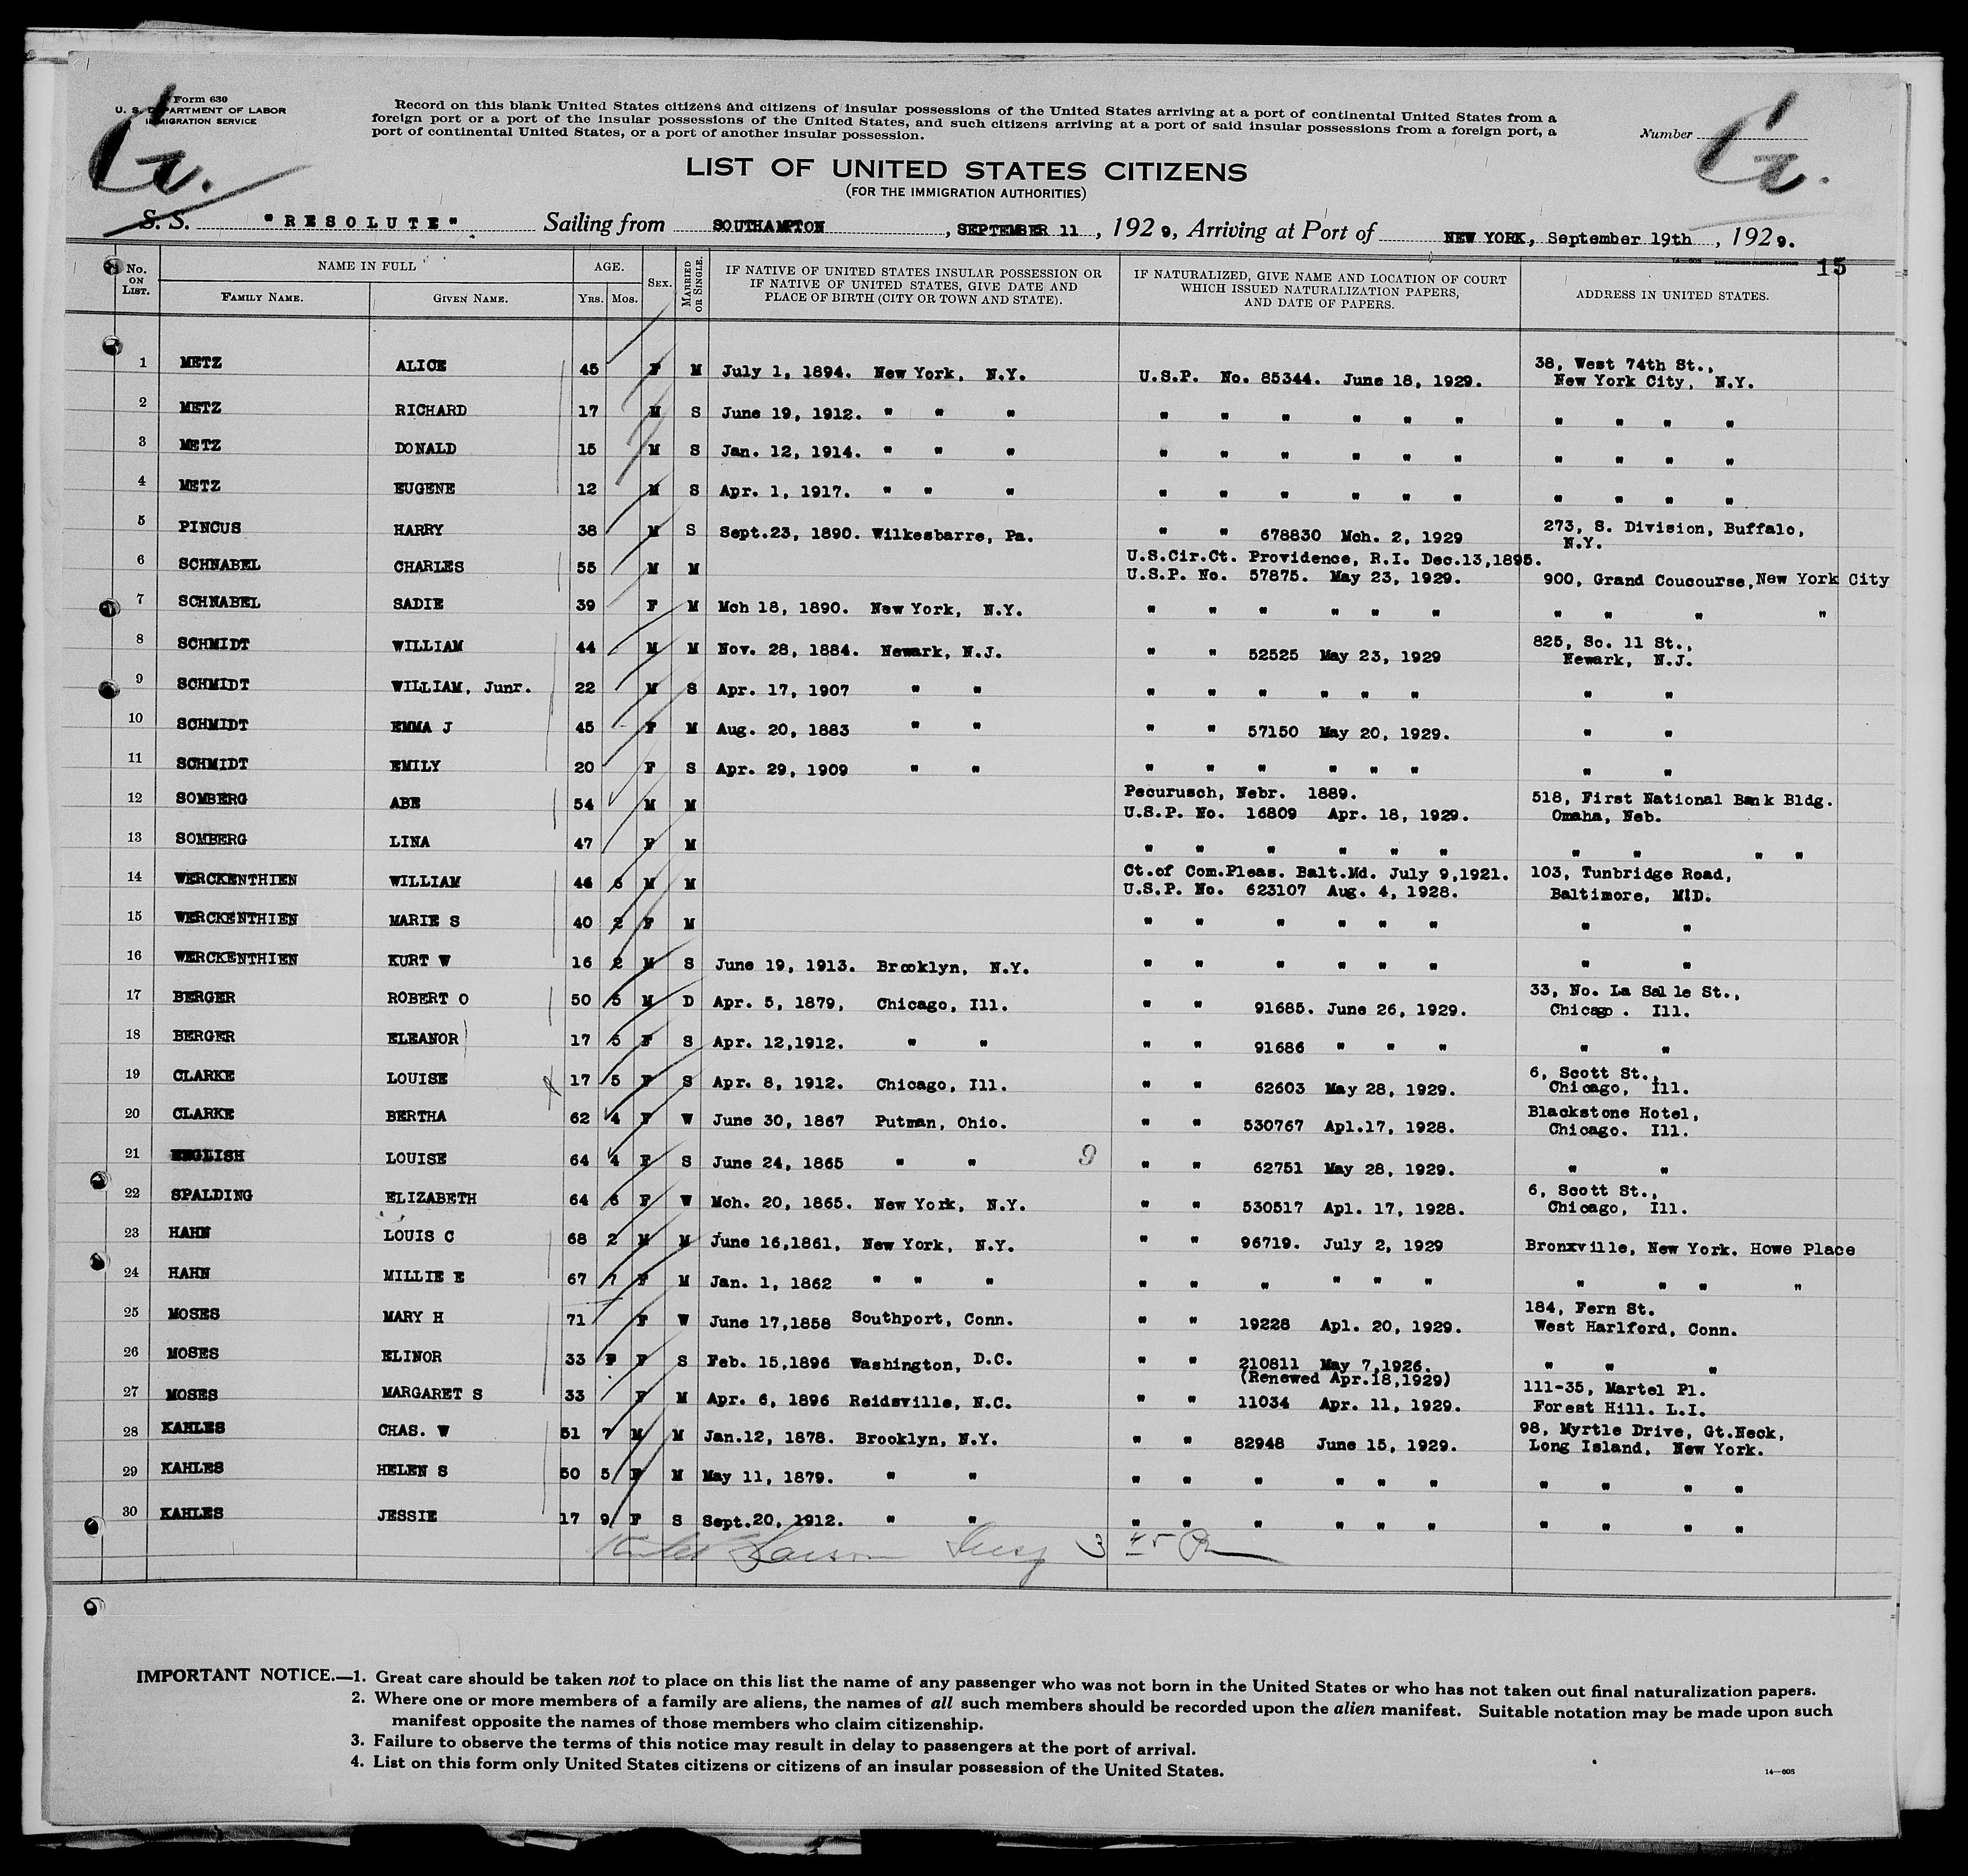 Form 630
U. S. DEPARTMENT OF LABOR
IMMIGRATION SERVICE
Record on this blank United States citizens and citizens of insular possessions of the United States arriving at a port of continental United States from a
foreign port or a port of the insular possessions of the United States, and such citizens arriving at a port of said insular possessions from a foreign port, a
port of continental United States, or a port of another insular possession.
Number
LIST OF UNITED STATES CITIZENS
(FOR THE IMMIGRATION AUTHORITIES)
S. S. "RESOLUTE" Sailing from SOUTHAMPTON, SEPTEMBER 11, 1929, Arriving at Port of NEW YORK, September 19th, 1929.
15
No. ON LIST. NAME IN FULL FAMILY NAME. GIVEN NAME. AGE. YRS. MOS. SEX. MARRIED OR SINGLE. IF NATIVE OF UNITED STATES INSULAR POSSESSION OR IF NATIVE OF UNITED STATES, GIVE DATE AND PLACE OF BIRTH (CITY OR TOWN AND STATE). IF NATURALIZED, GIVE NAME AND LOCATION OF COURT WHICH ISSUED NATURALIZATION PAPERS, AND DATE OF PAPERS. ADDRESS IN UNITED STATES.
1 METZ ALICE 45 F M July 1, 1894. New York, N.Y. U.S.P. No. 85344. June 18, 1929. 38, West 74th St., New York City, N.Y.
2 METZ RICHARD 17 M S June 19, 1912. " " " " " " " " " " " " "
3 METZ DONALD 15 M S Jan. 12, 1914. " " " " " " " " " " " " "
4 METZ EUGENE 12 M S Apr. 1, 1917. " " " " " " " " " " " " "
5 PINCUS HARRY 38 M S Sept.23, 1890. Wilkesbarre, Pa. " " 678830 Mch. 2, 1929 273, S. Division, Buffalo, N.Y.
6 SCHNABEL CHARLES 55 M M U.S.Cir.Ct. Providence, R.I. Dec.13,1895. U.S.P. No. 57875. May 23, 1929. 900, Grand Coucourse, New York City
7 SCHNABEL SADIE 39 F M Mch 18, 1890. New York, N.Y. " " " " " " " " " "
8 SCHMIDT WILLIAM 44 M M Nov. 28, 1884. Newark, N.J. " " 52525 May 23, 1929 825, So. 11 St., Newark, N.J.
9 SCHMIDT WILLIAM, Junr. 22 M S Apr. 17, 1907 " " " " " " " " " "
10 SCHMIDT EMMA J 45 F M Aug. 20, 1883 " " " " 57150 May 20, 1929. " "
11 SCHMIDT EMILY 20 F S Apr. 29, 1909 " " " " " " " " " "
12 SOMBERG ABE 54 M M Pecurusch, Nebr. 1889. U.S.P. No. 16809 Apr. 18, 1929. 518, First National Bank Bldg. Omaha, Neb.
13 SOMBERG LINA 47 F M " " " " " " " " " "
14 WERCKENTHIEN WILLIAM 46 6 M M Ct.of Com.Pleas. Balt.Md. July 9,1921. U.S.P. No. 623107 Aug. 4, 1928. 103, Tunbridge Road, Baltimore, MD.
15 WERCKENTHIEN MARIE S 40 2 F M " " " " " " " "
16 WERCKENTHIEN KURT W 16 2 M S June 19, 1913. Brooklyn, N.Y. " " " " " " " "
17 BERGER ROBERT O 50 5 M D Apr. 5, 1879, Chicago, Ill. " " 91685. June 26, 1929. 33, No. La Salle St., Chicago. Ill.
18 BERGER ELEANOR 17 5 F S Apr. 12,1912. " " " " 91686 " " " " "
19 CLARKE LOUISE 17 5 F S Apr. 8, 1912. Chicago, Ill. " " 62603 May 28, 1929. 6, Scott St., Chicago, Ill.
20 CLARKE BERTHA 62 4 F W June 30, 1867 Putman, Ohio. " " 530767 Apl.17, 1928. Blackstone Hotel, Chicago. Ill.
21 ENGLISH LOUISE 64 4 F S June 24, 1865 " " 9 " " 62751 May 28, 1929. " "
22 SPALDING ELIZABETH 64 6 F W Mch. 20, 1865. New York, N.Y. " " 530517 Apl. 17, 1928. 6, Scott St., Chicago, Ill.
23 HAHN LOUIS C 68 2 M M June 16,1861, New York, N.Y. " " 96719. July 2, 1929 Bronxville, New York. Howe Place
24 HAHN MILLIE E 67 7 F M Jan. 1, 1862 " " " " " " " " " " " " "
25 MOSES MARY H 71 F W June 17,1858 Southport, Conn. " " 19228 Apl. 20, 1929. 184, Fern St. West Harlford, Conn.
26 MOSES ELINOR 33 F F S Feb. 15,1896 Washington, D.C. " " 210811 May 7,1926. (Renewed Apr.18,1929) " " "
27 MOSES MARGARET S 33 F M Apr. 6, 1896 Reidsville, N.C. " " 11034 Apr. 11, 1929. 111-35, Martel Pl. Forest Hill. L.I.
28 KAHLES CHAS. W 51 7 M M Jan.12, 1878. Brooklyn, N.Y. " " 82948 June 15, 1929. 98, Myrtle Drive, Gt.Neck, Long Island, New York.
29 KAHLES HELEN S 50 5 F M May 11, 1879. " " " " " " " " " " " "
30 KAHLES JESSIE 17 9 F S Sept.20, 1912. " " " " " " " " " " " "
Larson Insp 3 45 Pm
IMPORTANT NOTICE.—1. Great care should be taken not to place on this list the name of any passenger who was not born in the United States or who has not taken out final naturalization papers.
2. Where one or more members of a family are aliens, the names of all such members should be recorded upon the alien manifest. Suitable notation may be made upon such
manifest opposite the names of those members who claim citizenship.
3. Failure to observe the terms of this notice may result in delay to passengers at the port of arrival.
4. List on this form only United States citizens or citizens of an insular possession of the United States.
14—608